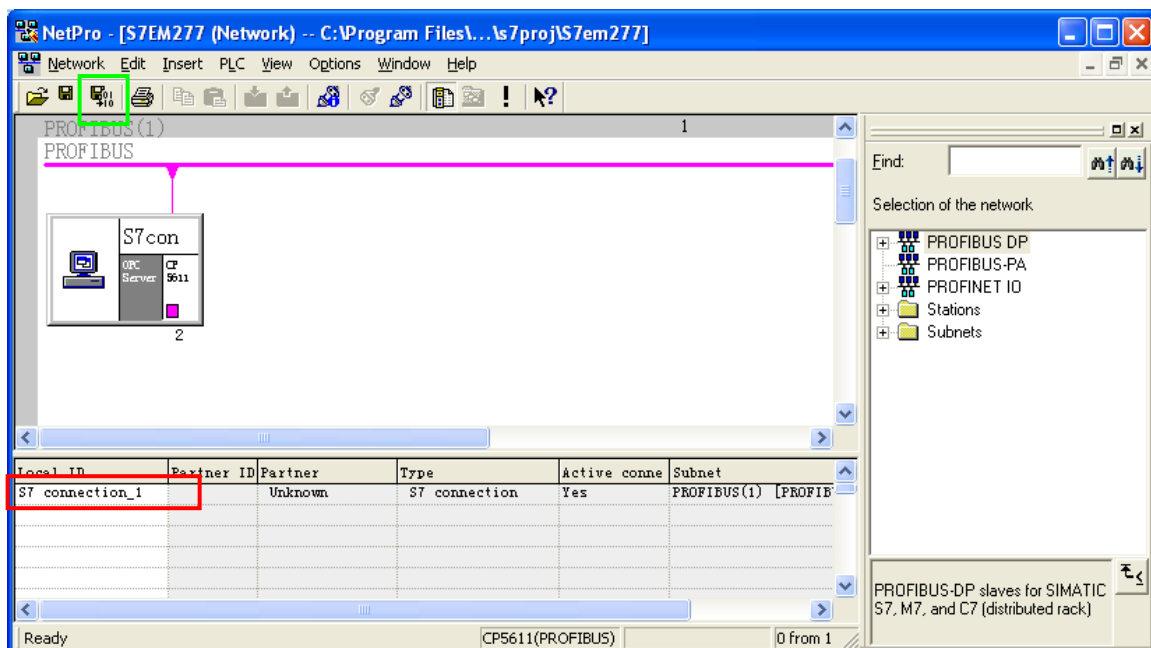 NetPro - [S7EM277 (Network) -- C:\Program Files\...\s7proj\S7em277]
Network Edit Insert PLC View Options Window Help
PROFIBUS(1) 1
PROFIBUS
S7con
OPC Server
CP 5611
2
Find:
Selection of the network
PROFIBUS DP
PROFIBUS-PA
PROFINET IO
Stations
Subnets
Local ID Partner ID Partner Type Active conne Subnet
S7 connection_1 Unknown S7 connection Yes PROFIBUS(1) [PROFIB
PROFIBUS-DP slaves for SIMATIC
S7, M7, and C7 (distributed rack)
Ready CP5611(PROFIBUS) 0 from 1